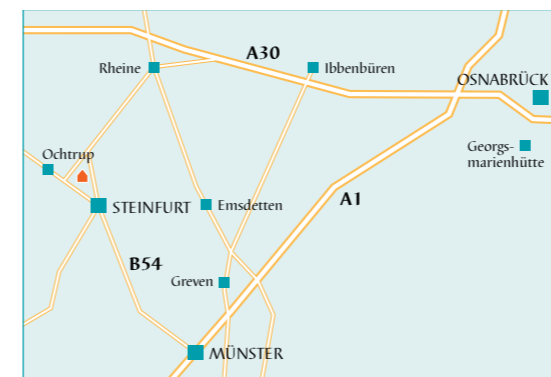 A30
Rheine
Ibbenbüren
OSNABRÜCK
Georgs-
marienhütte
Ochtrup
A1
STEINFURT
Emsdetten
B54
Greven
MÜNSTER